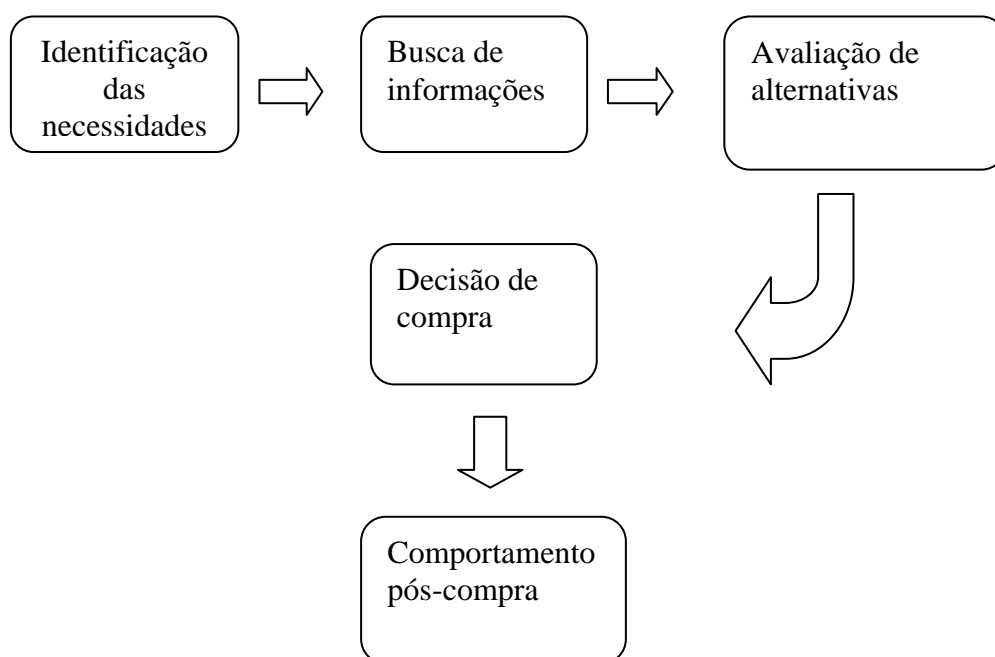 Identificação
das
necessidades
Busca de
informações
Avaliação de
alternativas
Decisão de
compra
Comportamento
pós-compra